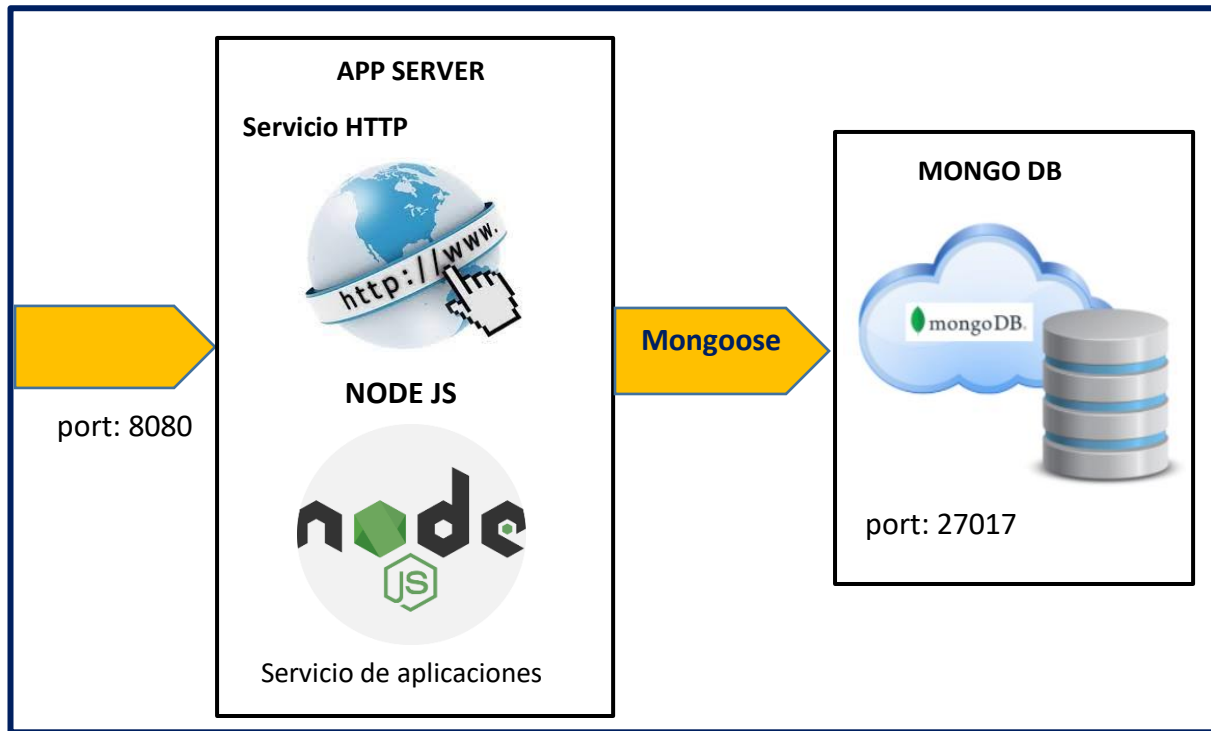 APP SERVER
Servicio HTTP
http://www.
NODE JS
node
JS
Servicio de aplicaciones
port: 8080
Mongoose
MONGO DB
mongoDB.
port: 27017